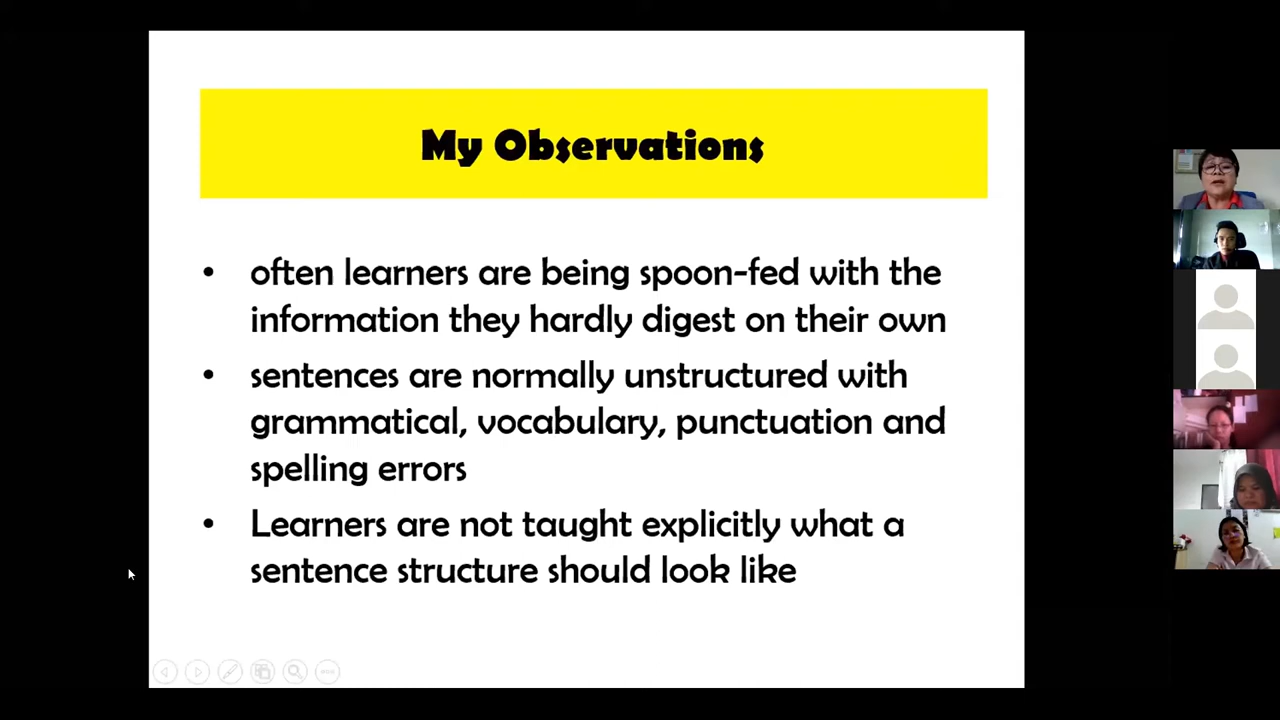 My Observations
• often learners are being spoon-fed with the
information they hardly digest on their own
• sentences are normally unstructured with
grammatical, vocabulary, punctuation and
spelling errors
• Learners are not taught explicitly what a
sentence structure should look like